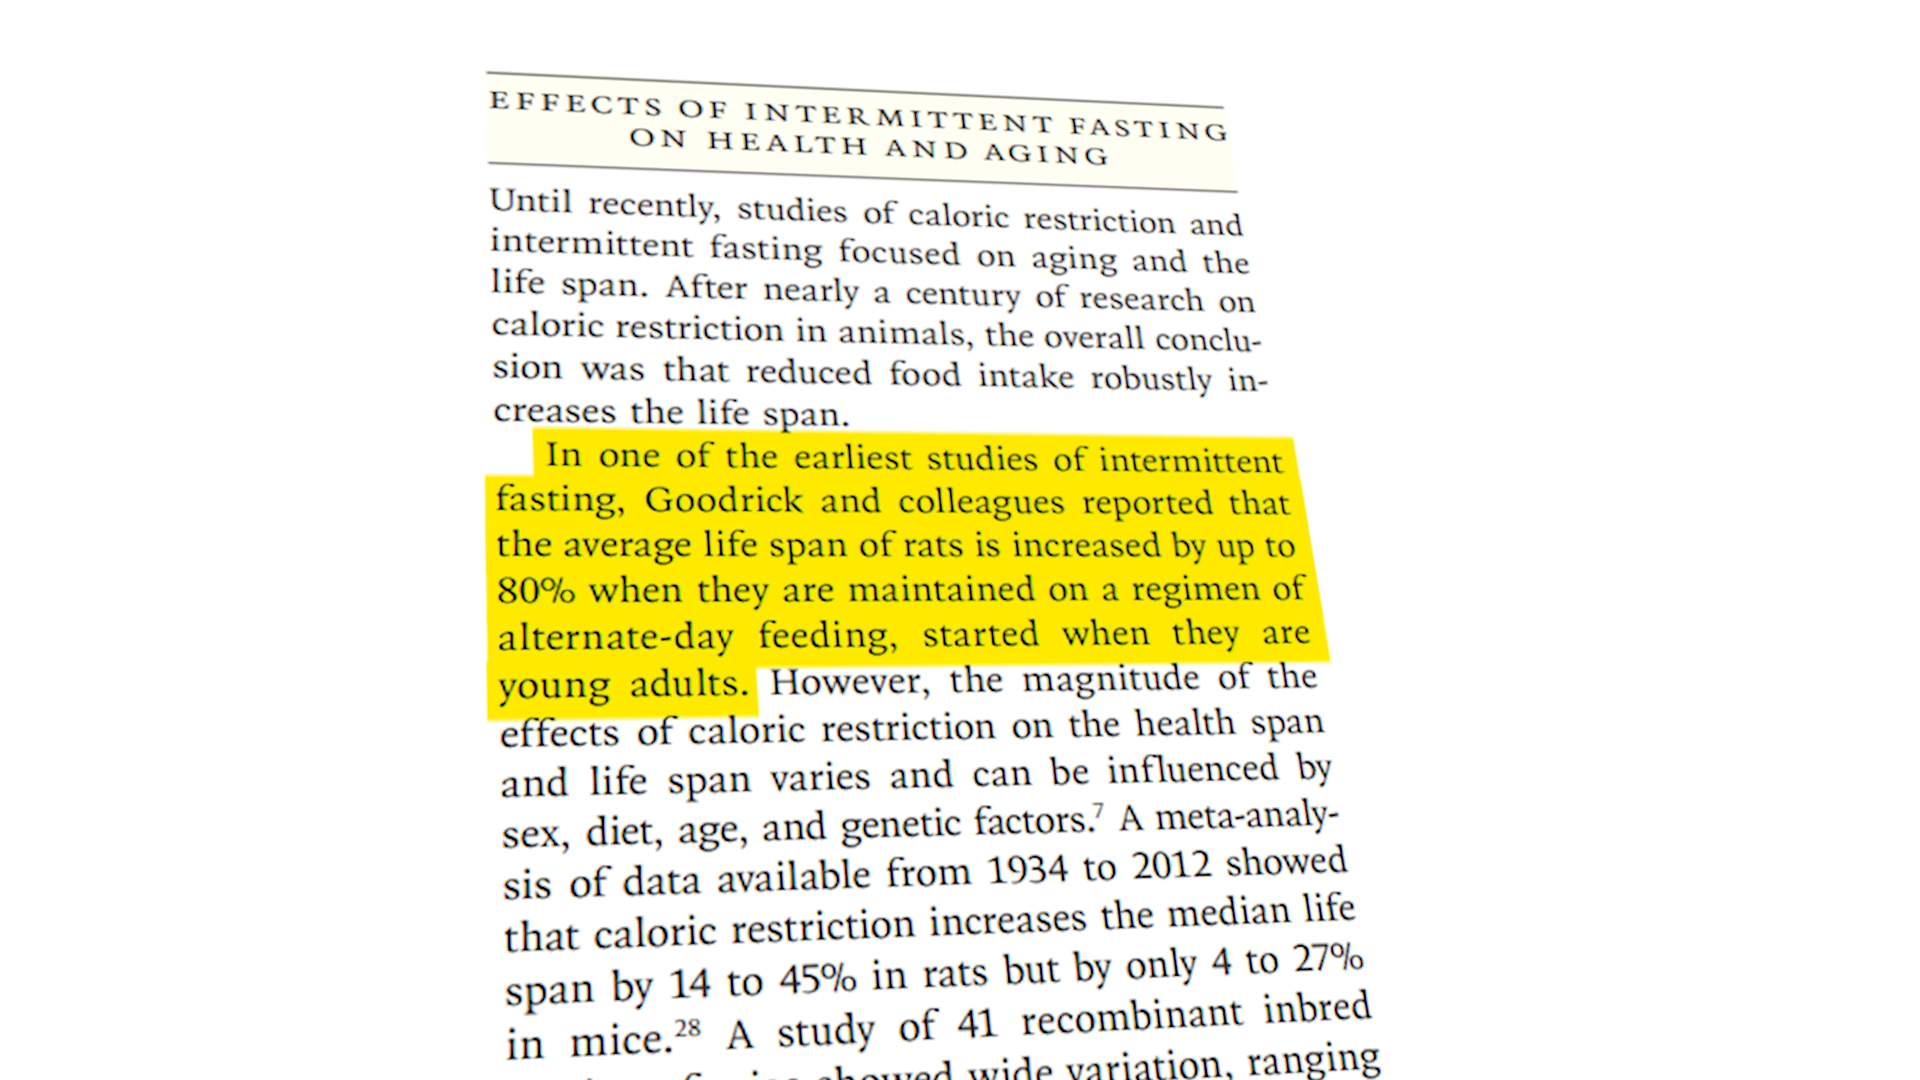 EFFECTS OF INTERMITTENT FASTING
ON HEALTH AND AGING
Until recently, studies of caloric restriction and
intermittent fasting focused on aging and the
life span. After nearly a century of research on
caloric restriction in animals, the overall conclu-
sion was that reduced food intake robustly in-
creases the life span.
In one of the earliest studies of intermittent
fasting, Goodrick and colleagues reported that
the average life span of rats is increased by up to
80% when they are maintained on a regimen of
alternate-day feeding, started when they are
young adults. However, the magnitude of the
effects of caloric restriction on the health span
and life span varies and can be influenced by
sex, diet, age, and genetic factors.7 A meta-analy-
sis of data available from 1934 to 2012 showed
that caloric restriction increases the median life
span by 14 to 45% in rats but by only 4 to 27%
in mice.28 A study of 41 recombinant inbred
showed wide variation, ranging